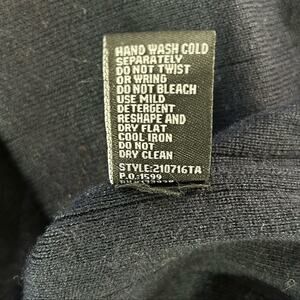 HAND WASH COLD
SEPARATELY
DO NOT TWIST
OR WRING
DO NOT BLEACH
USE MILD
DETERGENT
RESHAPE AND
DRY FLAT
COOL IRON
DO NOT
DRY CLEAN
STYLE:210716TA
P.O.:1599